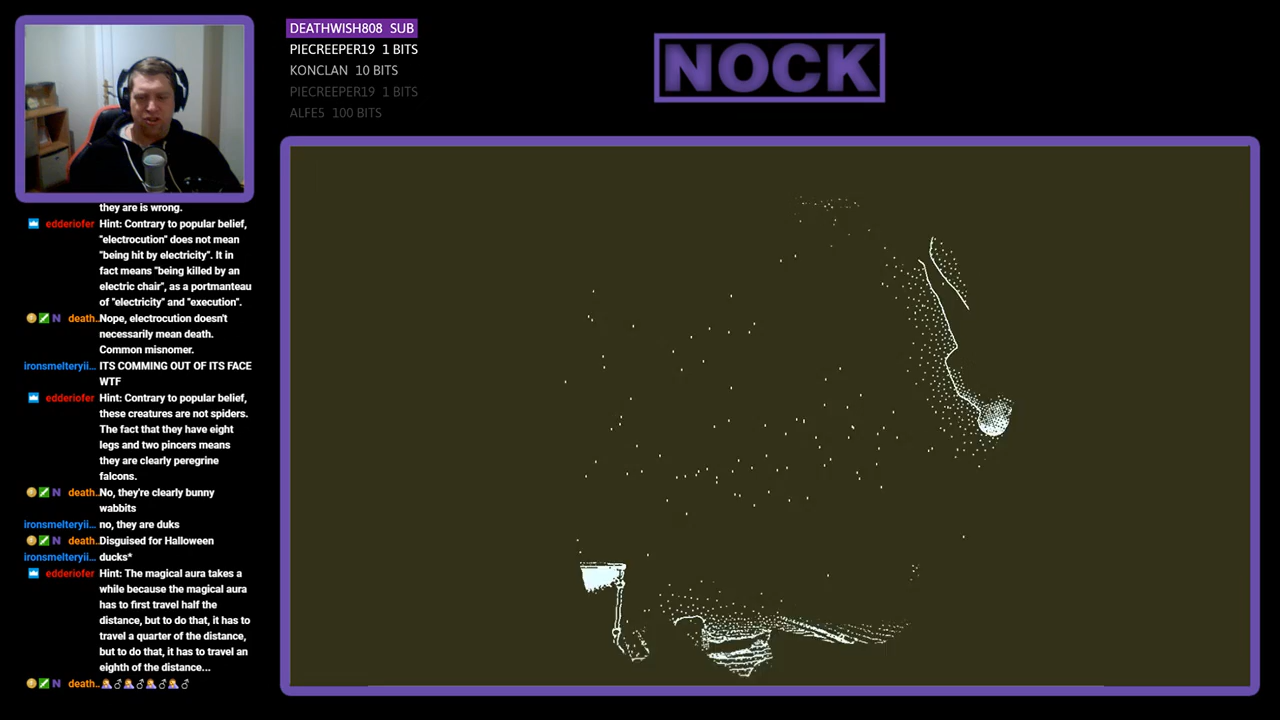 DEATHWISH808 SUB
PIECREEPER19 1 BITS
KONCLAN 10 BITS
PIECREEPER19 1 BITS
ALFE5 100 BITS
NOCK
they are is wrong.
edderiofer Hint: Contrary to popular belief,
"electrocution" does not mean
"being hit by electricity". It in
fact means "being killed by an
electric chair", as a portmanteau
of "electricity" and "execution".
N death.. Nope, electrocution doesn't
necessarily mean death.
Common misnomer.
ironsmelteryii... ITS COMMING OUT OF ITS FACE
WTF
edderiofer Hint: Contrary to popular belief,
these creatures are not spiders.
The fact that they have eight
legs and two pincers means
they are clearly peregrine
falcons.
N death.. No, they're clearly bunny
wabbits
ironsmelteryii... no, they are duks
N death.. Disguised for Halloween
ironsmelteryii... ducks*
edderiofer Hint: The magical aura takes a
while because the magical aura
has to first travel half the
distance, but to do that, it has to
travel a quarter of the distance,
but to do that, it has to travel an
eighth of the distance...
N death.. 🤦♂🤦♂🤦♂🤦♂